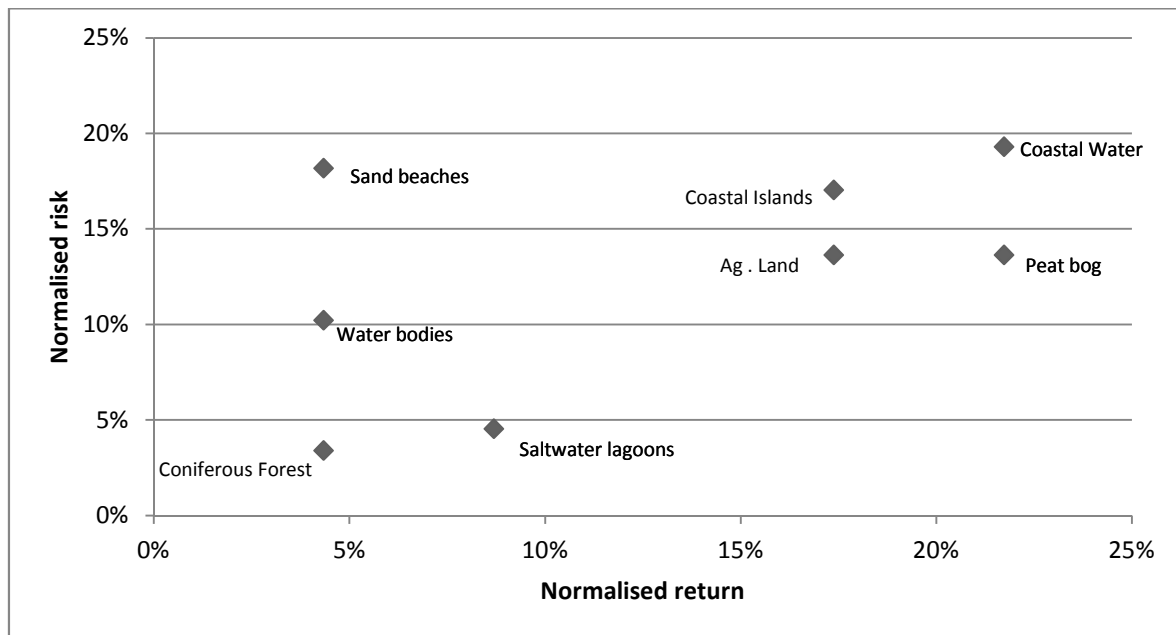 25%
20%
15%
10%
5%
0%
Normalised risk
Coastal Water
Sand beaches
Coastal Islands
Ag . Land
Peat bog
Water bodies
Saltwater lagoons
Coniferous Forest
0%
5%
10%
15%
20%
25%
Normalised return